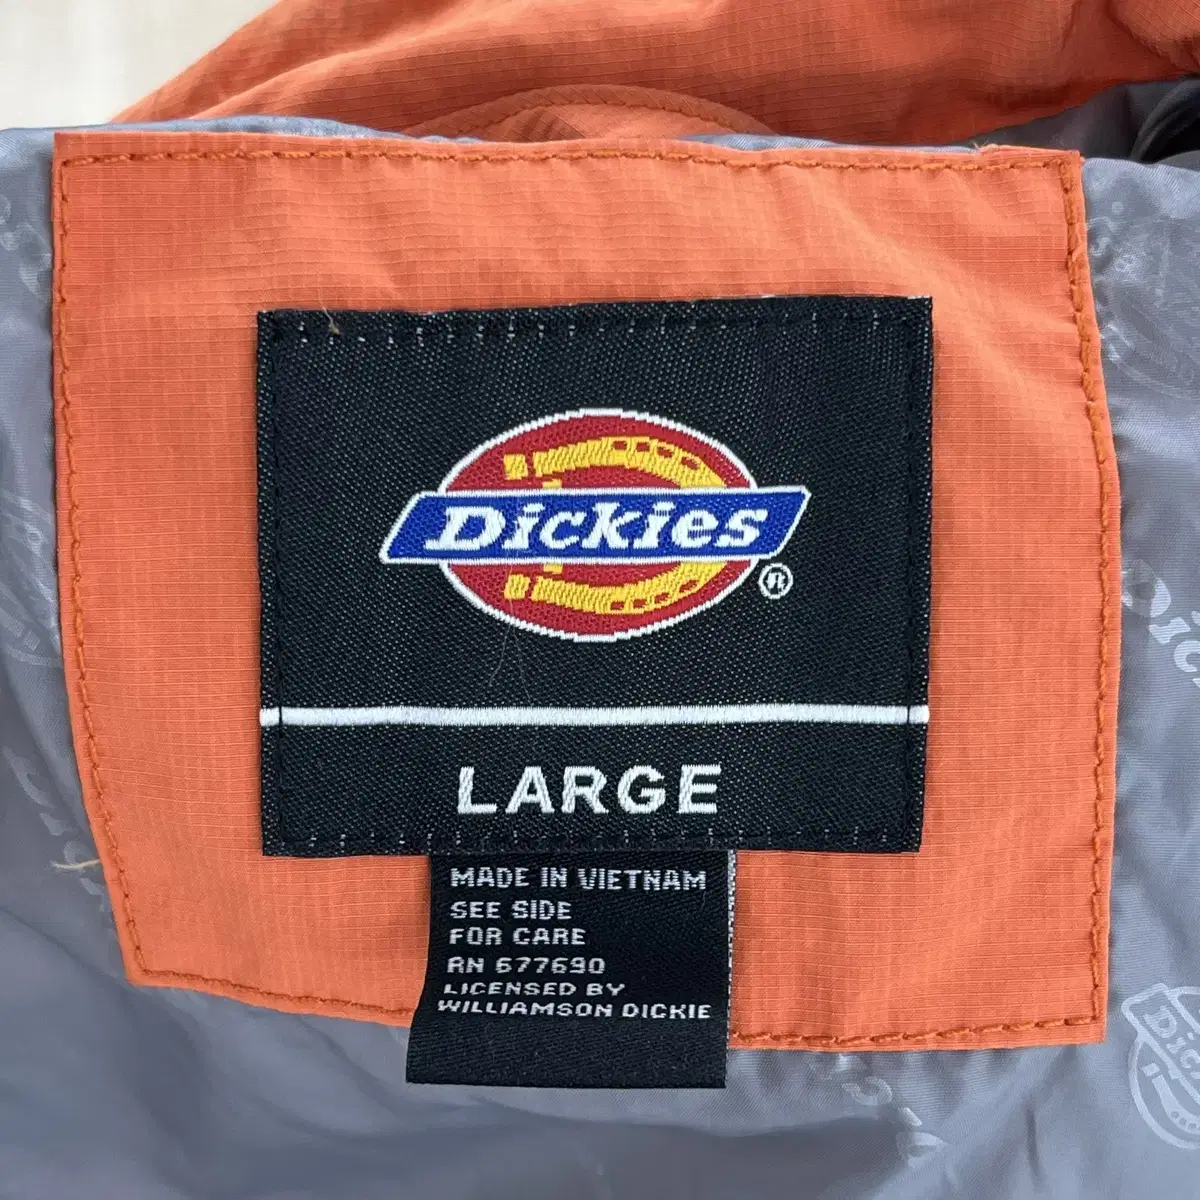 Dickies
®
LARGE
MADE IN VIETNAM
SEE SIDE
FOR CARE
RN 677690
LICENSED BY
WILLIAMSON DICKIE